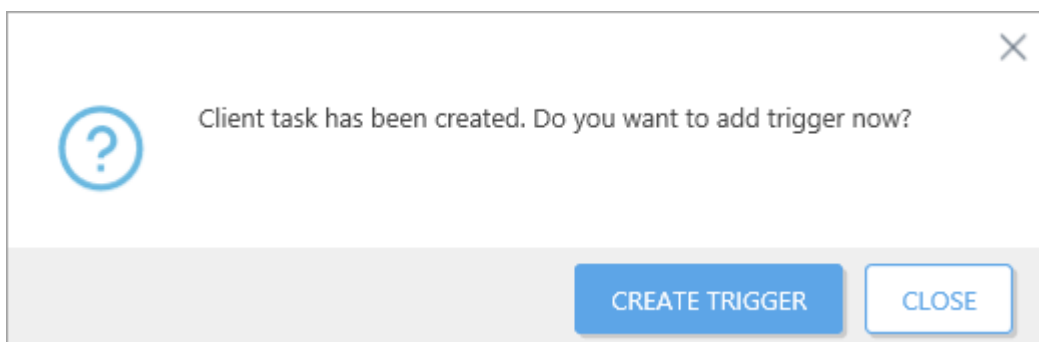 Client task has been created. Do you want to add trigger now?
CREATE TRIGGER
CLOSE